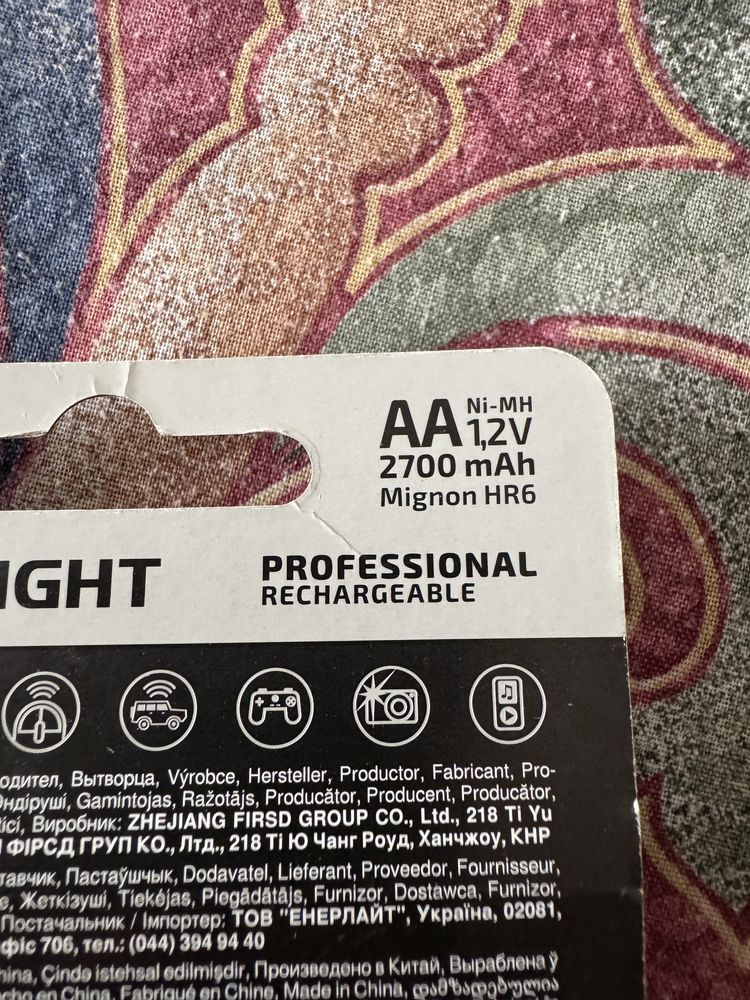 AA Ni-MH
1,2V
2700 mAh
Mignon HR6
IGHT
PROFESSIONAL
RECHARGEABLE
одител, Вытворца, Výrobce, Hersteller, Productor, Fabricant, Pro-
Өндіруші, Gamintojas, Ražotājs, Producător, Producent, Producător,
Виробник: ZHEJIANG FIRSD GROUP CO., Ltd., 218 Ti Yu
ФІРСД ГРУП КО., Лтд., 218 Ті Ю Чанг Роуд, Ханчжоу, КНР
тавчик, Пастаўшчык, Dodavatel, Lieferant, Proveedor, Fournisseur,
Жеткізуші, Tiekėjas, Piegādātājs, Furnizor, Dostawca, Furnizor,
Постачальник / Імпортер: ТОВ "ЕНЕРЛАЙТ", Україна, 02081,
офіс 706, тел.: (044) 394 94 40
hina, Çində istehsal edilmişdir, Произведено в Китай, Выраблена ў
cho en China, Fabriqué en Chine, Made in China, დამზადებულია